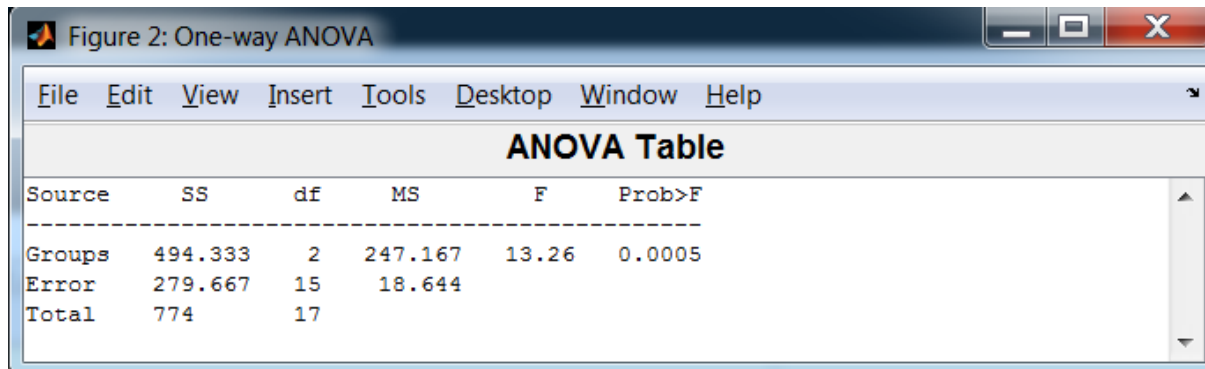 Figure 2: One-way ANOVA
File Edit View Insert Tools Desktop Window Help
ANOVA Table
Source SS df MS F Prob>F
Groups 494.333 2 247.167 13.26 0.0005
Error 279.667 15 18.644
Total 774 17